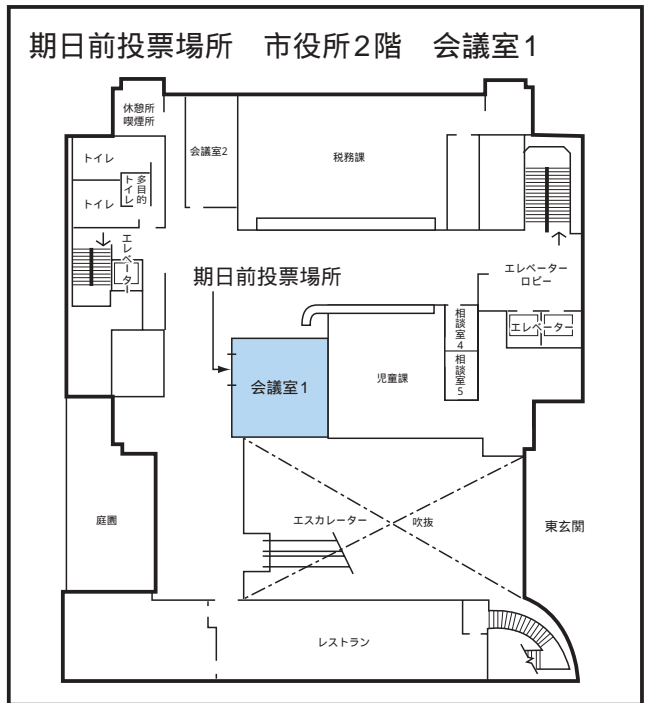 期日前投票場所　市役所2階　会議室1
休憩所
喫煙所
会議室2
税務課
トイレ
多目的
トイレ
トイレ
エレベーター
期日前投票場所
エレベーター
ロビー
エレベーター
相談室4
相談室5
会議室1
児童課
庭園
エスカレーター
吹抜
東玄関
レストラン